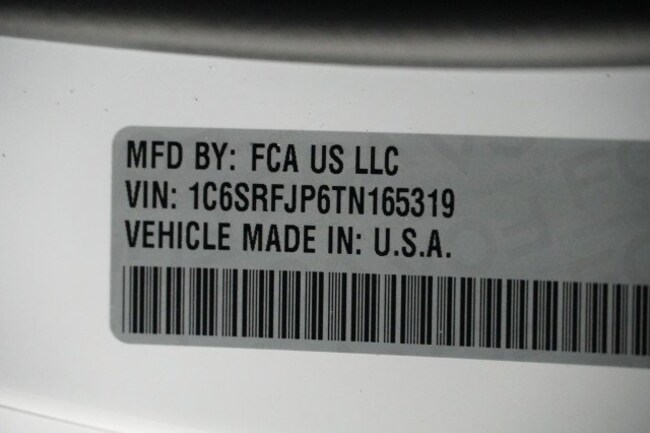 MFD BY: FCA US LLC
VIN: 1C6SRFJP6TN165319
VEHICLE MADE IN: U.S.A.